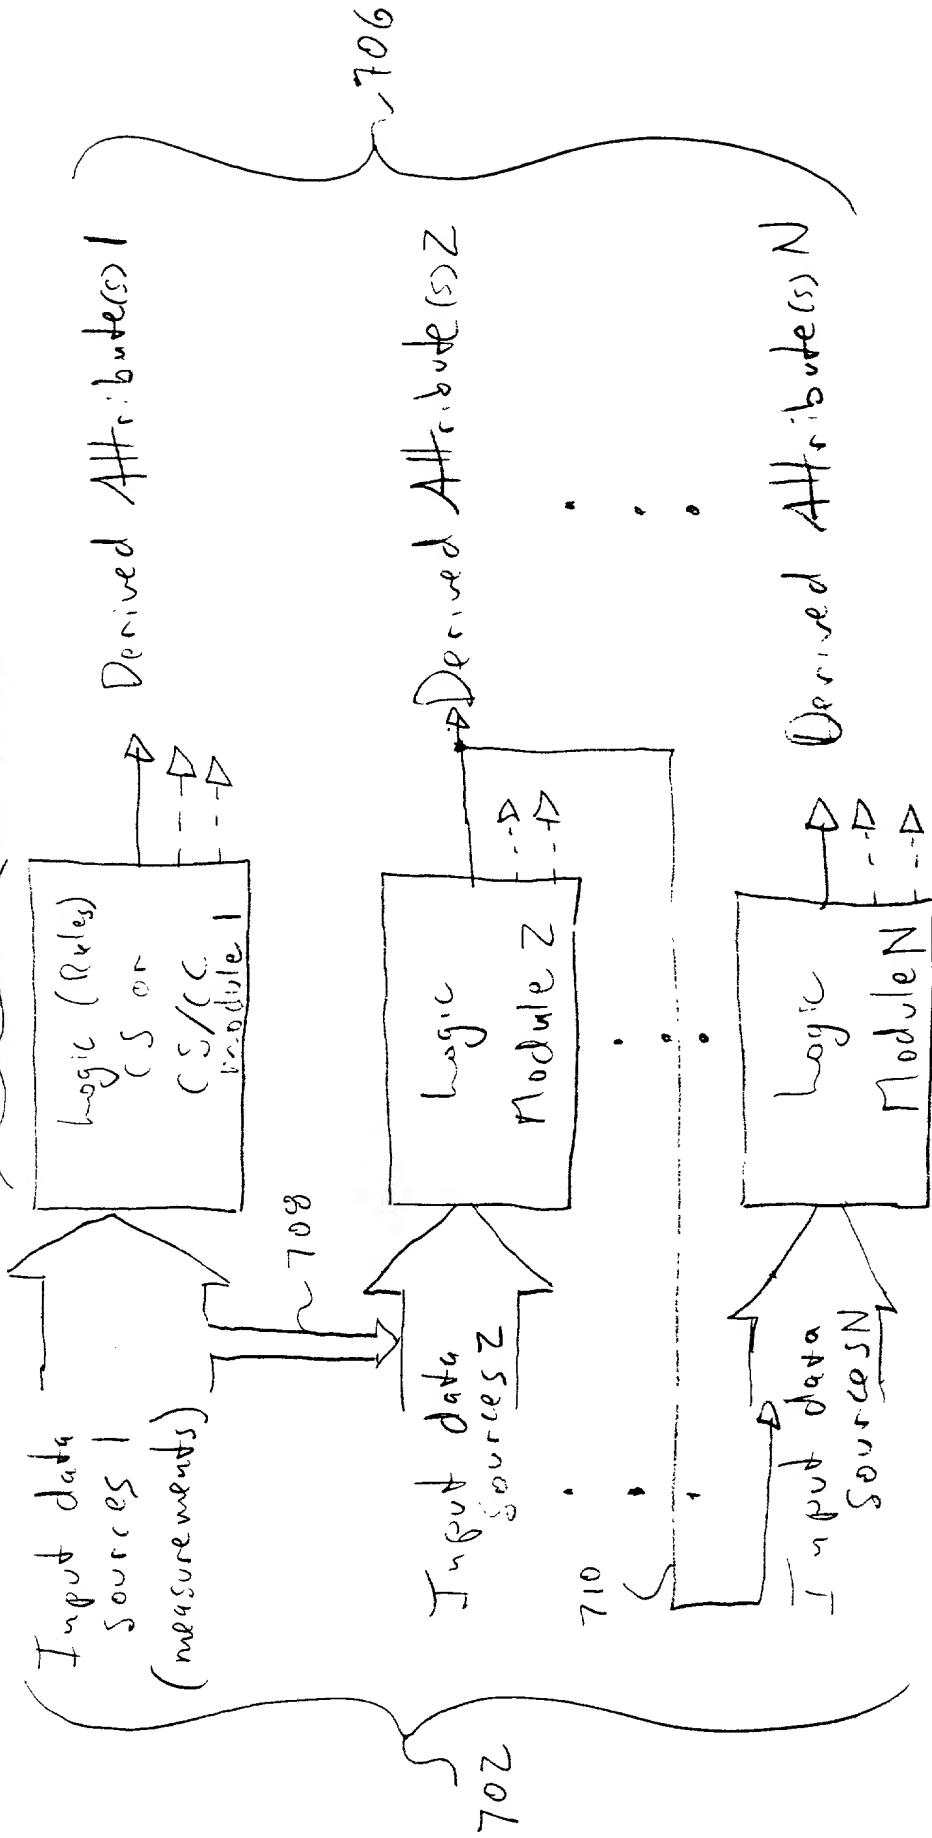 Input data
Sources 1
(measurements)
Logic (Rules)
CS or
CS/CC
module 1
Derived Attribute(s) 1
708
Input data
Sources 2
Logic
Module 2
Derived Attribute(s) 2
710
Input data
Sources N
Logic
Module N
Derived Attribute(s) N
702
706